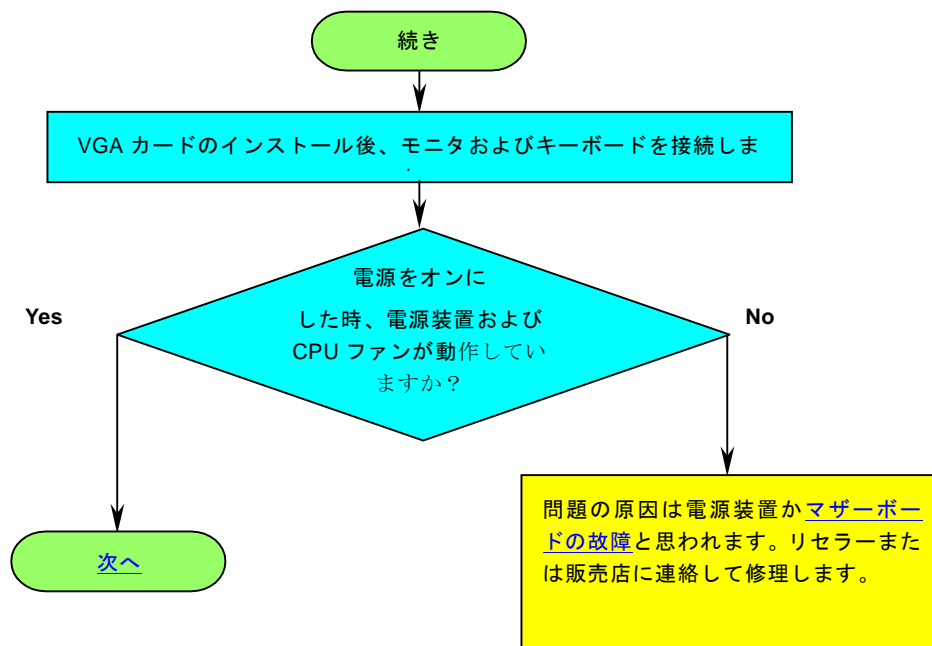 続き
VGA カードのインストール後、モニタおよびキーボードを接続しま
電源をオンに
した時、電源装置および
CPU ファンが動作してい
ますか？
Yes
No
問題の原因は電源装置かマザーボー
ドの故障と思われます。リセラーまた
は販売店に連絡して修理します。
次へ